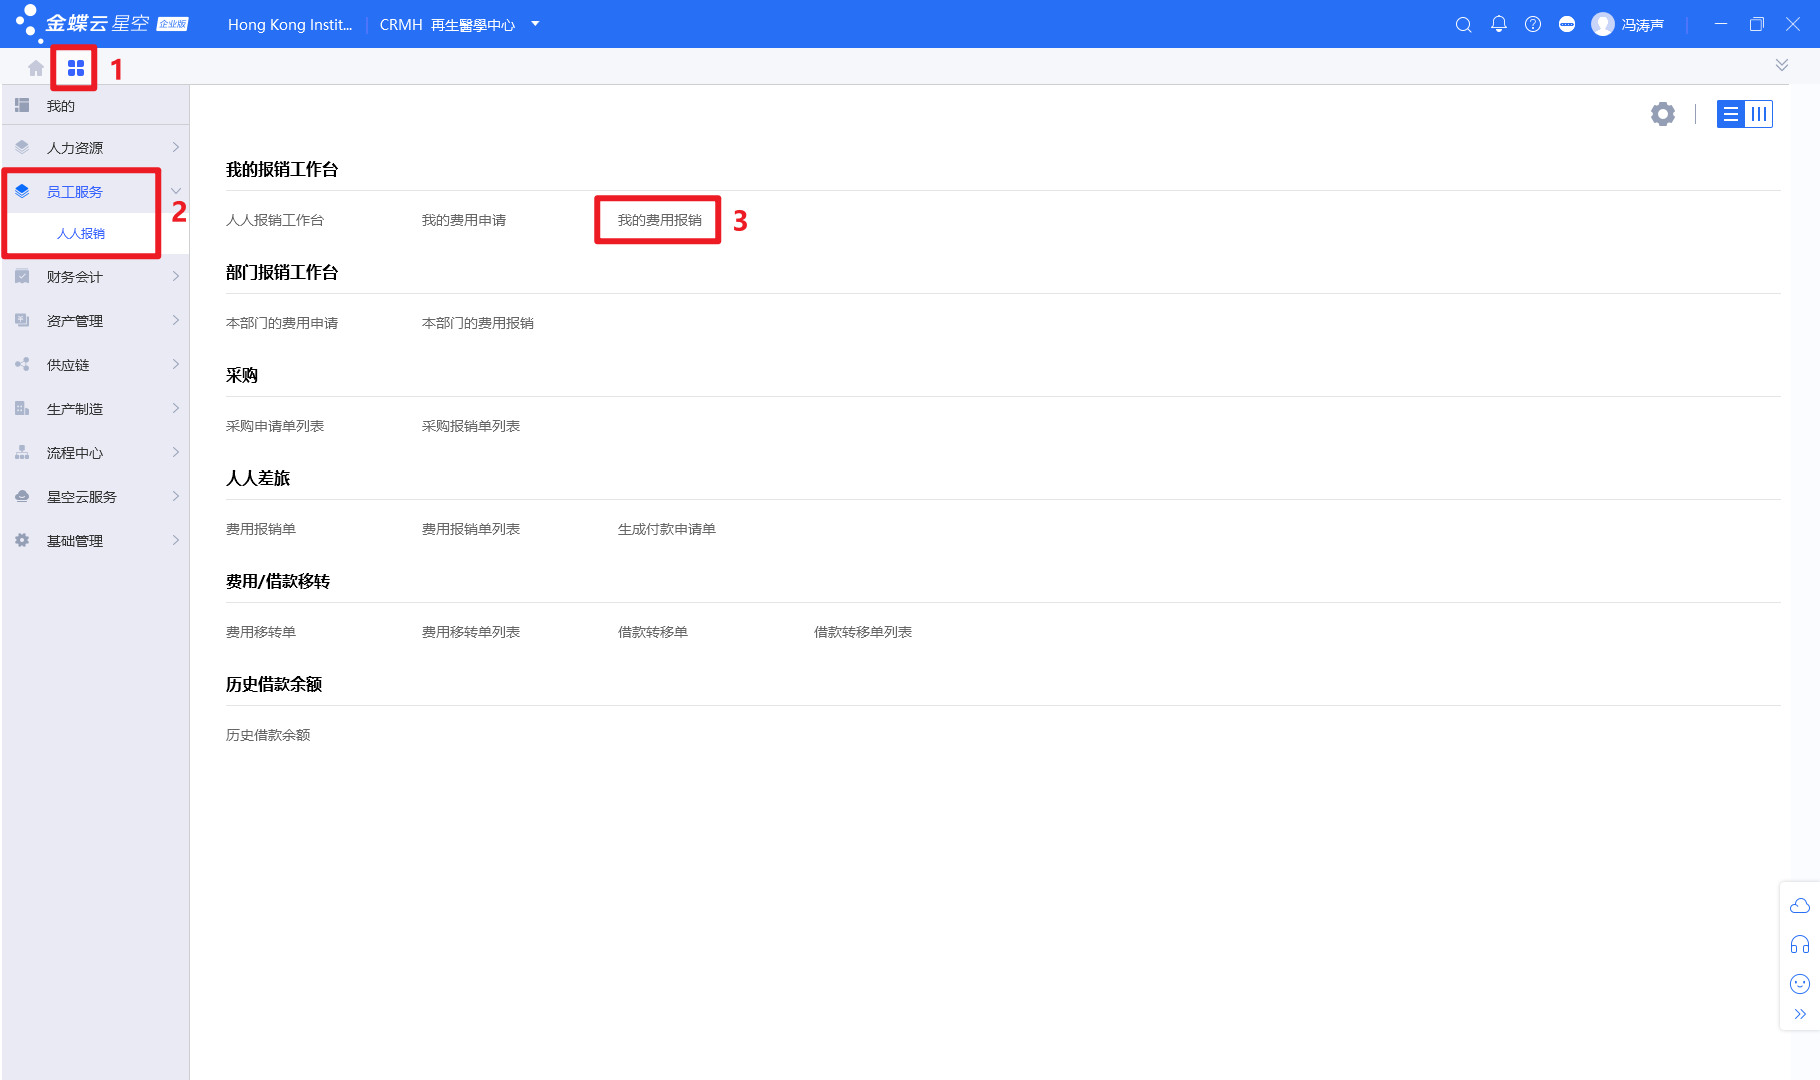 金蝶云 星空 企业版
Hong Kong Instit... CRMH 再生醫學中心
冯涛声
1
我的
人力资源
员工服务
2
人人报销
财务会计
资产管理
供应链
生产制造
流程中心
星空云服务
基础管理
我的报销工作台
人人报销工作台 我的费用申请 我的费用报销 3
部门报销工作台
本部门的费用申请 本部门的费用报销
采购
采购申请单列表 采购报销单列表
人人差旅
费用报销单 费用报销单列表 生成付款申请单
费用/借款移转
费用移转单 费用移转单列表 借款转移单 借款转移单列表
历史借款余额
历史借款余额